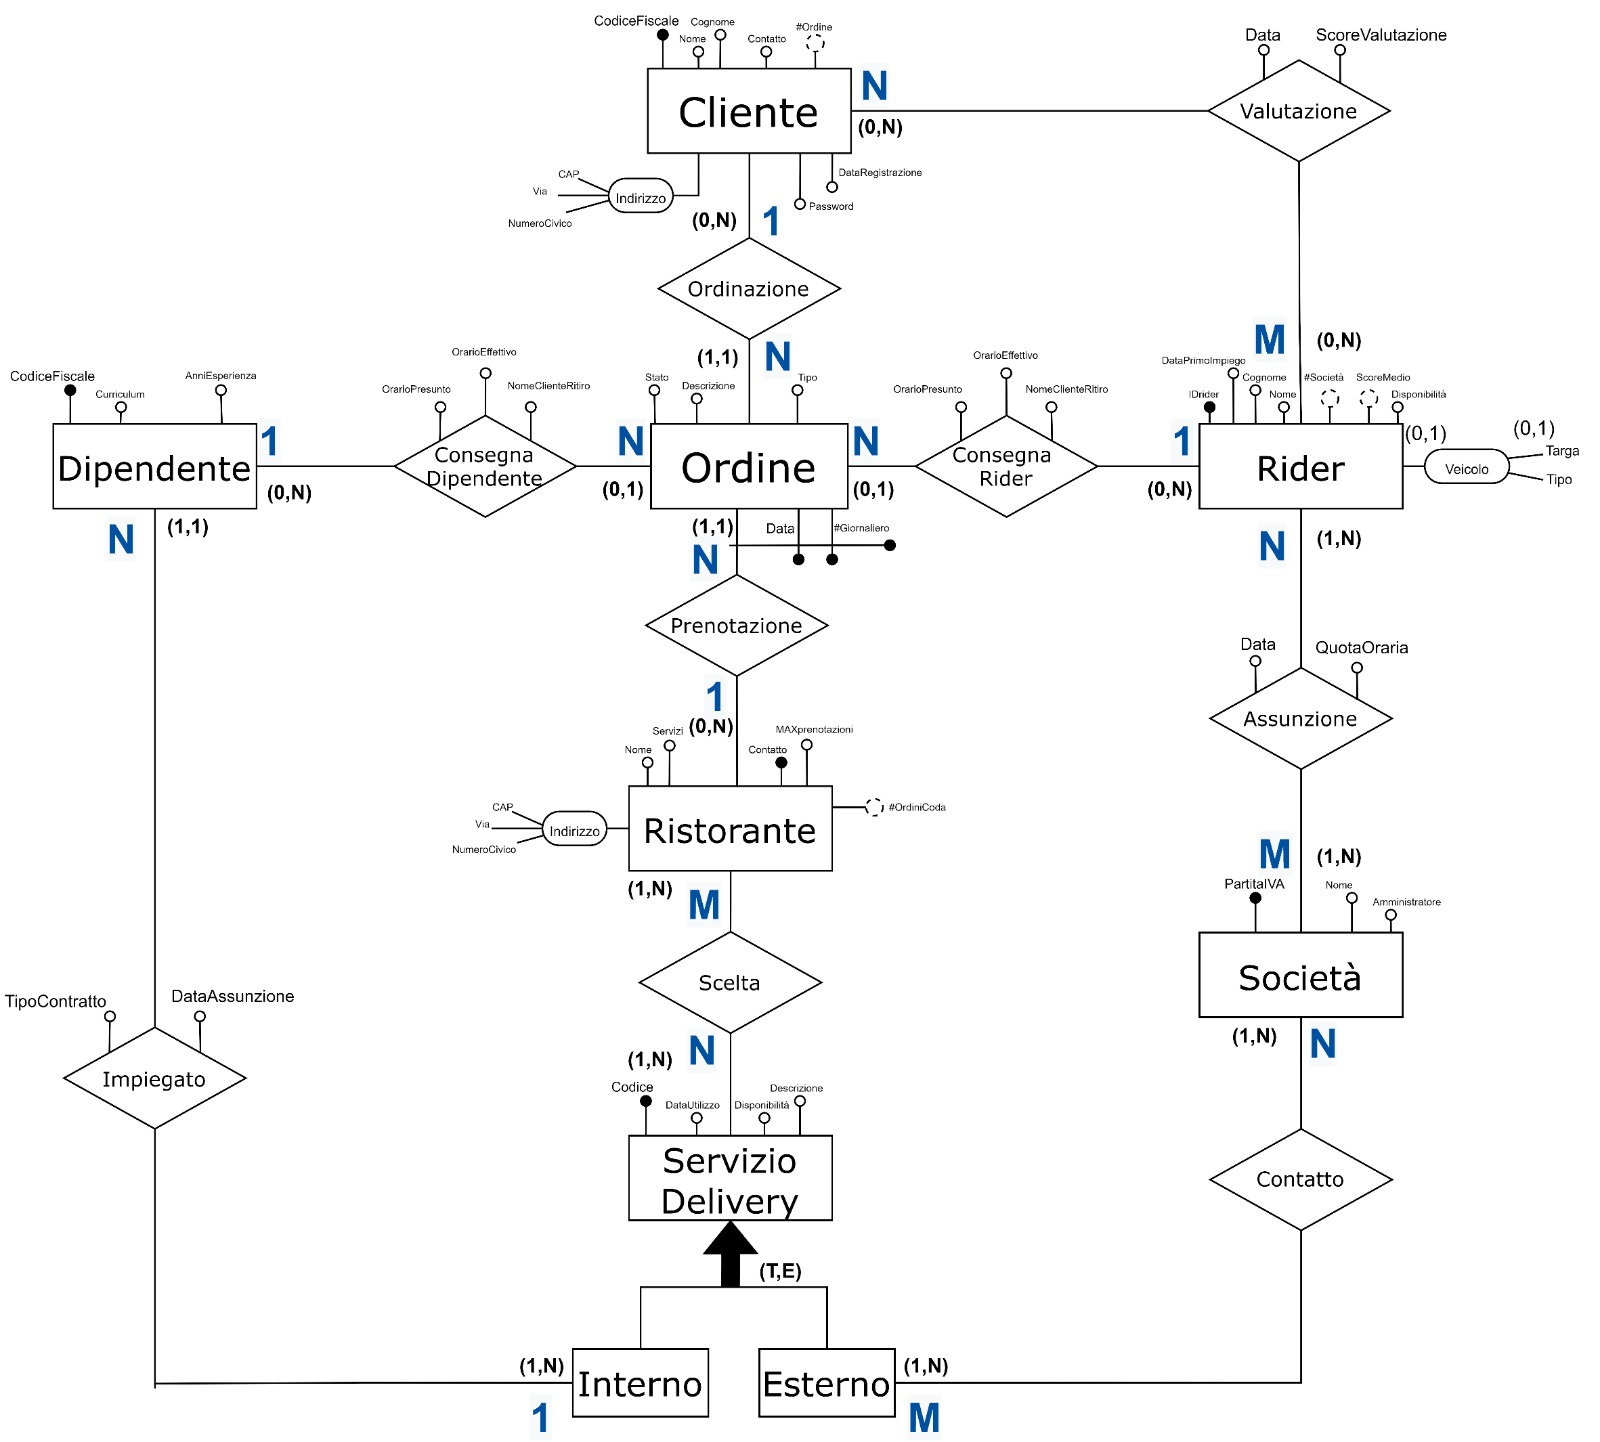 CodiceFiscale
Nome
Cognome
Contatto
#Ordine
Cliente
N
(0,N)
Data
ScoreValutazione
Valutazione
CAP
Via
NumeroCivico
Indirizzo
DataRegistrazione
Password
(0,N)
1
Ordinazione
(1,1)
N
M
(0,N)
CodiceFiscale
Curriculum
AnniEsperienza
Dipendente
1
(0,N)
N
(1,1)
OrarioPresunto
OrarioEffettivo
NomeClienteRitiro
Consegna
Dipendente
N
(0,1)
Stato
Descrizione
Tipo
Ordine
N
(0,1)
OrarioPresunto
OrarioEffettivo
NomeClienteRitiro
Consegna
Rider
1
(0,N)
DataPrimoImpiego
IDrider
Cognome
Nome
#Società
ScoreMedio
Disponibilità
Rider
(0,1)
Veicolo
(0,1)
Targa
Tipo
(1,1)
N
Data
#Giornaliero
Prenotazione
1
(0,N)
N
(1,N)
Data
QuotaOraria
Assunzione
M
(1,N)
Nome
Servizi
Contatto
MAXprenotazioni
Ristorante
#OrdiniCoda
CAP
Via
NumeroCivico
Indirizzo
(1,N)
M
Scelta
N
(1,N)
PartitaIVA
Nome
Amministratore
Società
(1,N)
N
Contatto
TipoContratto
DataAssunzione
Impiegato
Codice
DataUtilizzo
Disponibilità
Descrizione
Servizio
Delivery
(T,E)
(1,N)
1
Interno
Esterno
(1,N)
M